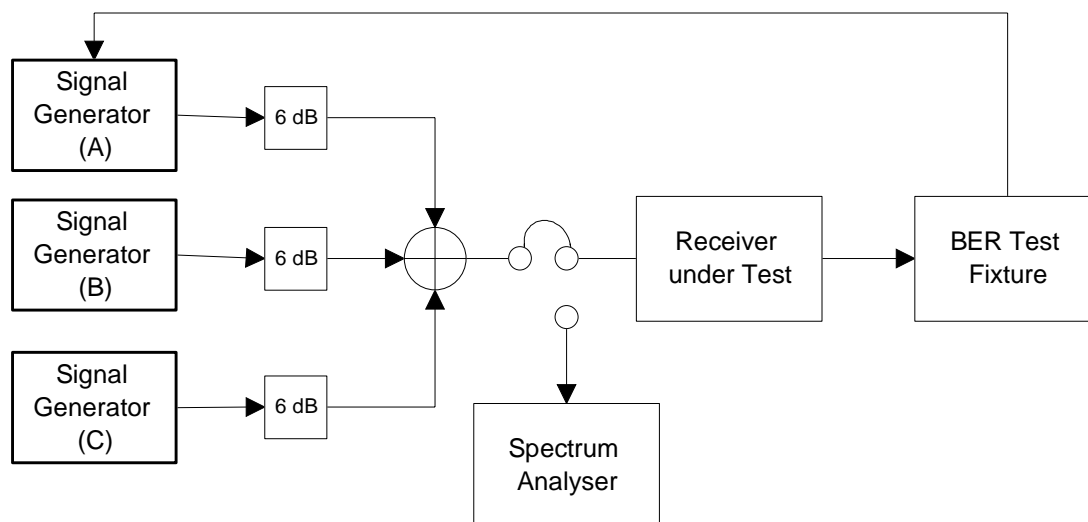 Signal
Generator
(A)
6 dB
Signal
Generator
(B)
6 dB
Receiver
under Test
BER Test
Fixture
Signal
Generator
(C)
6 dB
Spectrum
Analyser